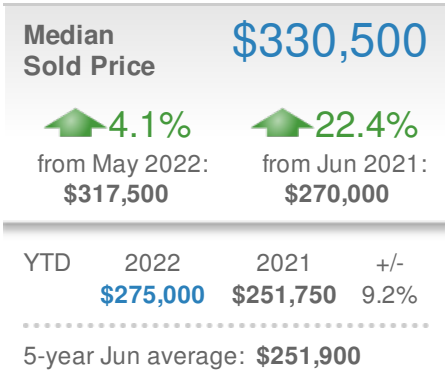 Median $330,500
Sold Price
4.1% 22.4%
from May 2022: from Jun 2021:
$317,500 $270,000
YTD 2022 2021 +/-
$275,000 $251,750 9.2%
5-year Jun average: $251,900